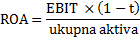 ROA = EBIT × (1 − t)
ukupna aktiva